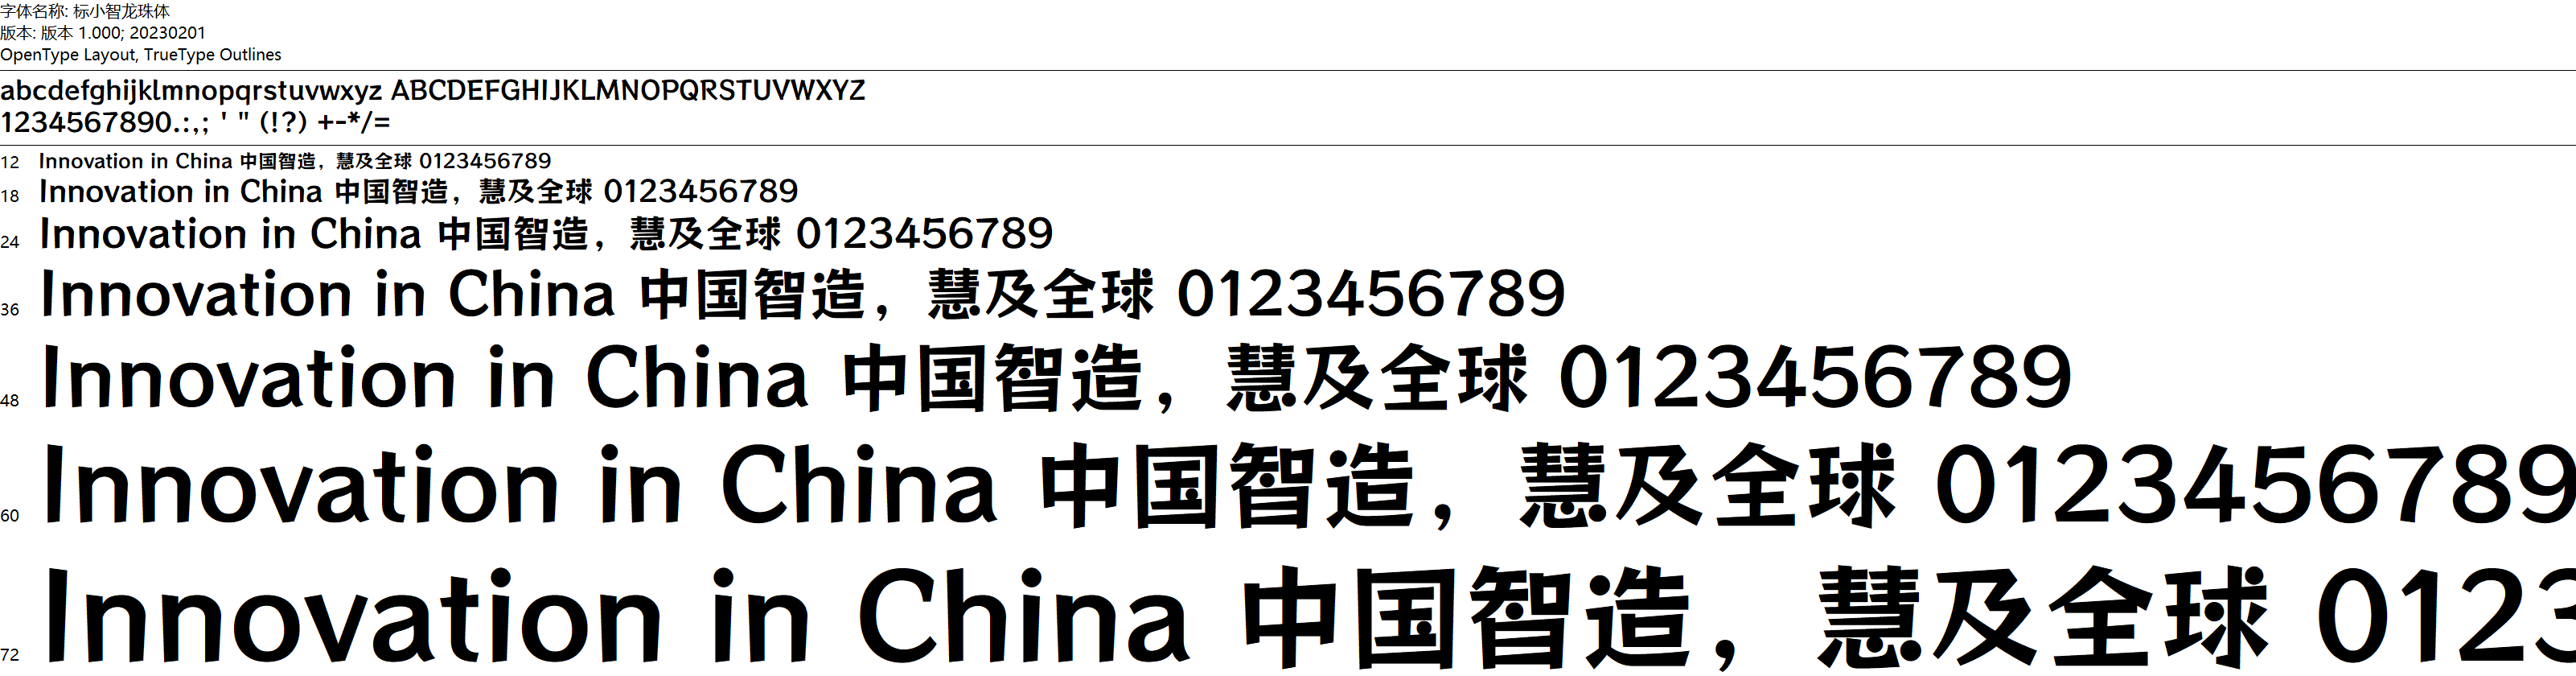 字体名称: 标小智龙珠体
版本: 版本 1.000; 20230201
OpenType Layout, TrueType Outlines
abcdefghijklmnopqrstuvwxyz ABCDEFGHIJKLMNOPQRSTUVWXYZ
1234567890.:,; ' " (!?) +-*/=
12 Innovation in China 中国智造，慧及全球 0123456789
18 Innovation in China 中国智造，慧及全球 0123456789
24 Innovation in China 中国智造，慧及全球 0123456789
36 Innovation in China 中国智造，慧及全球 0123456789
48 Innovation in China 中国智造，慧及全球 0123456789
60 Innovation in China 中国智造，慧及全球 0123456789
72 Innovation in China 中国智造，慧及全球 0123